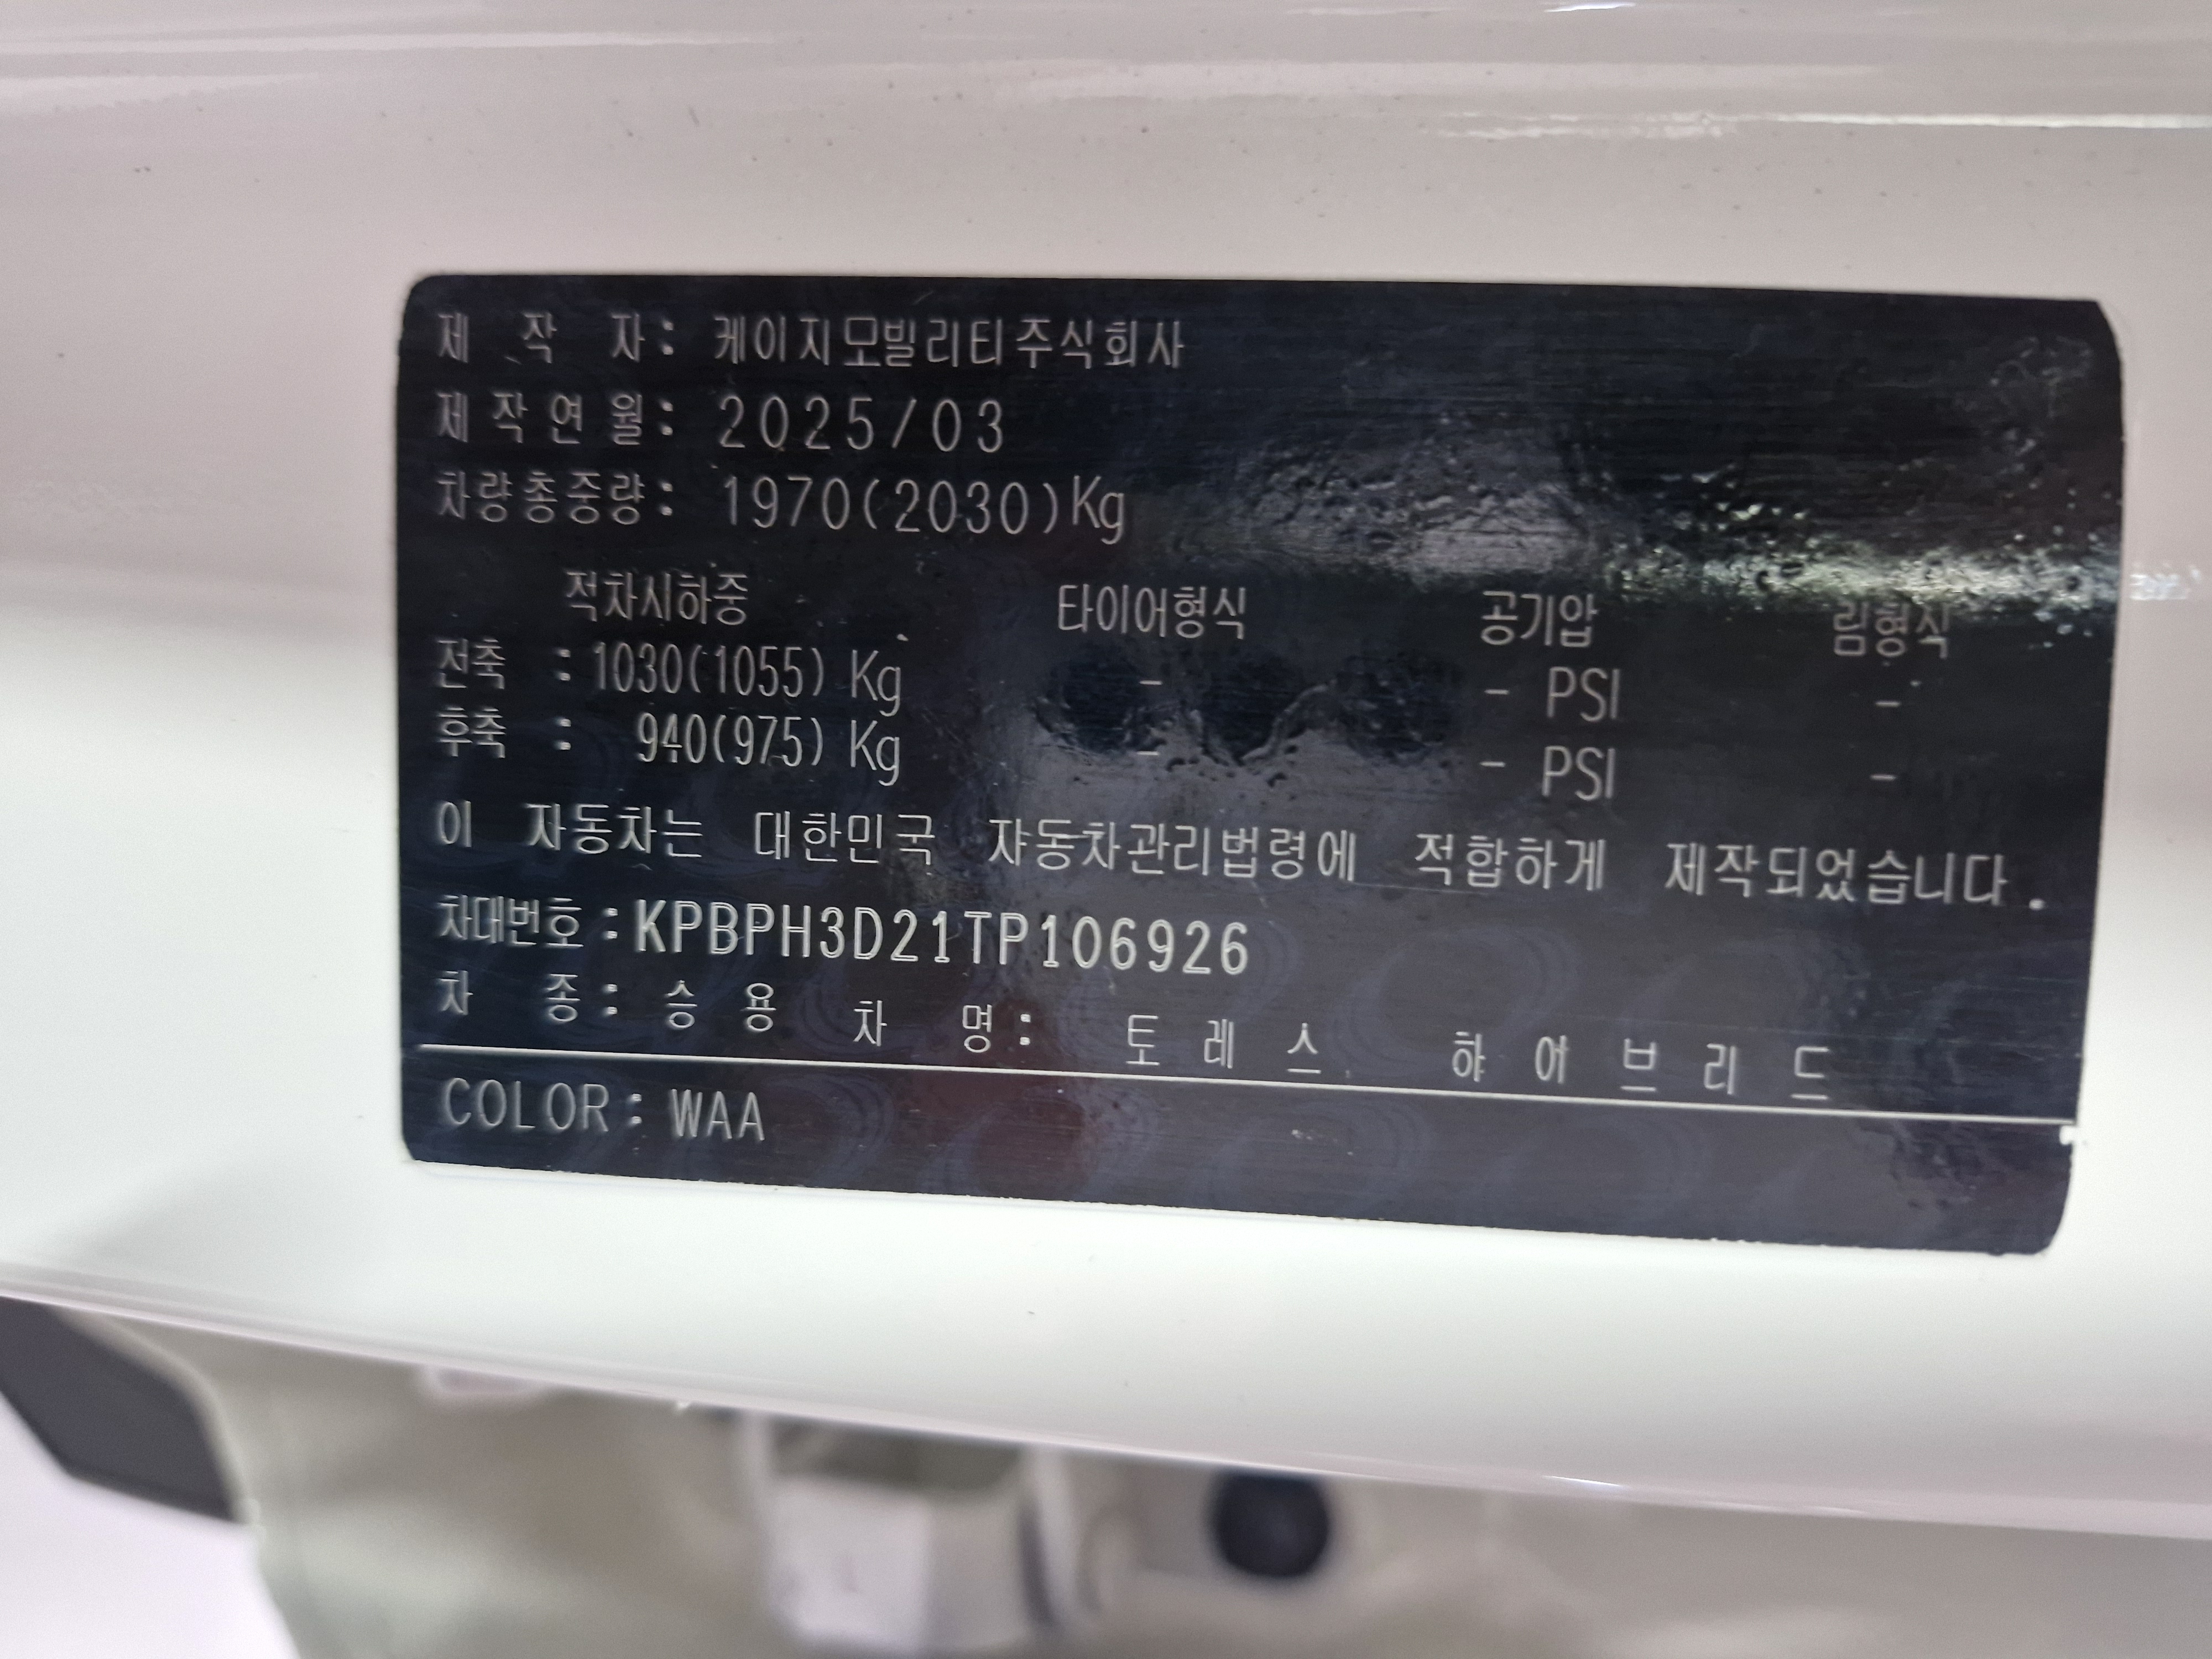 제 작 자: 케이지모빌리티주식회사
제작연월: 2025/03
차량총중량: 1970(2030)Kg
적차시하중 타이어형식 공기압 림형식
전축 : 1030(1055) Kg - - PSI -
후축 : 940(975) Kg - - PSI -
이 자동차는 대한민국 자동차관리법령에 적합하게 제작되었습니다.
차대번호:KPBPH3D21TP106926
차 종: 승 용 차 명: 토 레 스 하 이 브 리 드
COLOR: WAA